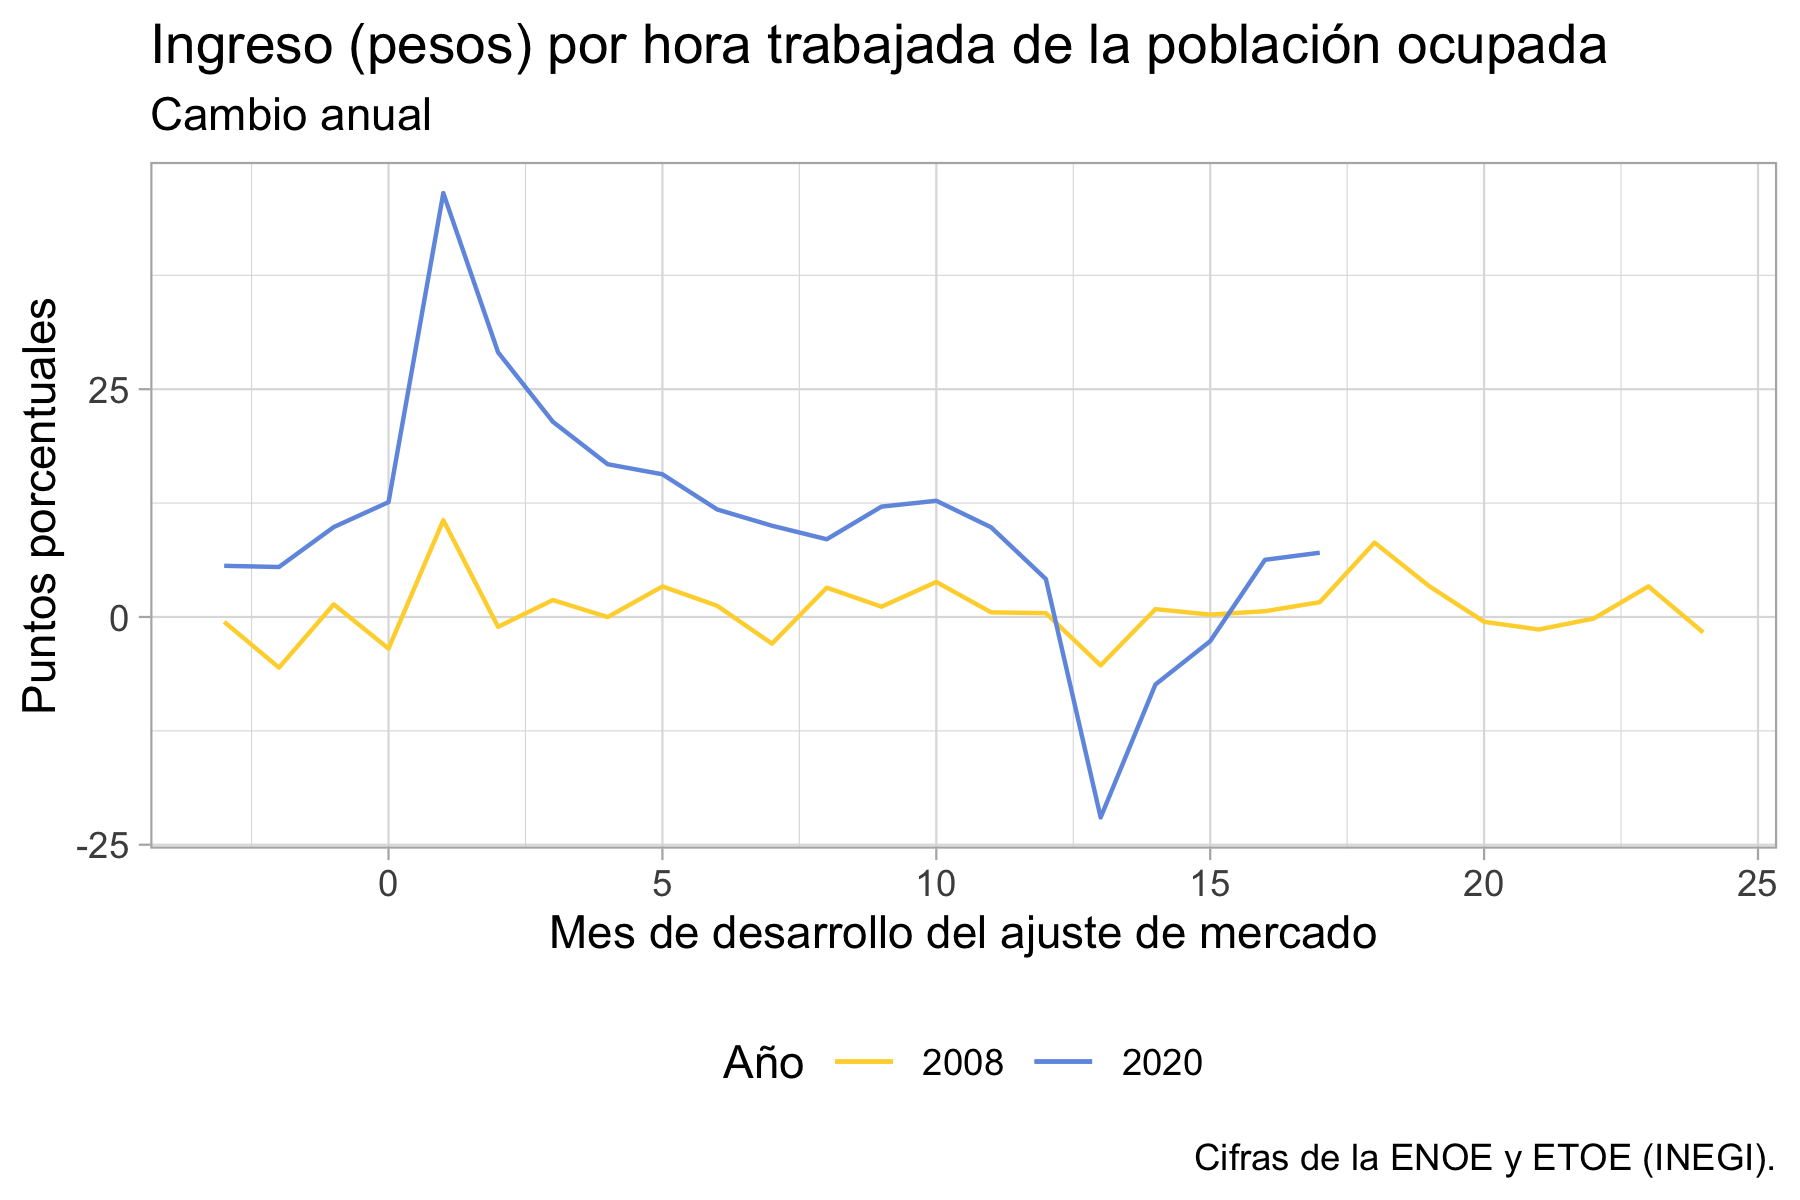 Ingreso (pesos) por hora trabajada de la población ocupada
Cambio anual
Puntos porcentuales
25
0
-25
0 5 10 15 20 25
Mes de desarrollo del ajuste de mercado
Año 2008 2020
Cifras de la ENOE y ETOE (INEGI).